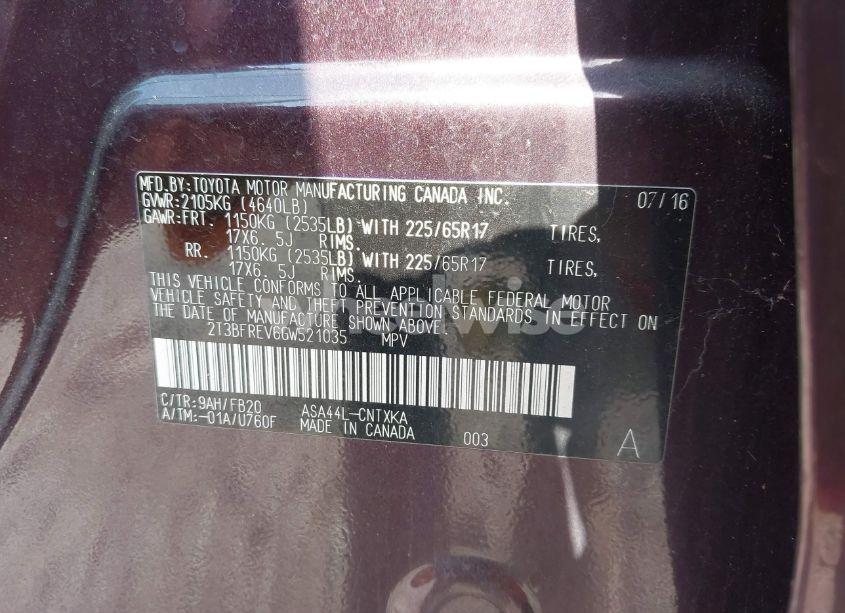 MFD.BY:TOYOTA MOTOR MANUFACTURING CANADA INC. 07/16
GVWR:2105KG (4640LB)
GAWR:FRT. 1150KG (2535LB) WITH 225/65R17 TIRES,
17X6.5J RIMS.
RR. 1150KG (2535LB) WITH 225/65R17 TIRES,
17X6.5J RIMS.
THIS VEHICLE CONFORMS TO ALL APPLICABLE FEDERAL MOTOR
VEHICLE SAFETY AND THEFT PREVENTION STANDARDS IN EFFECT ON
THE DATE OF MANUFACTURE SHOWN ABOVE.
2T3BFREV6GW521035 MPV
C/TR:9AH/FB20 ASA44L-CNTXKA
A/TM:-01A/U760F MADE IN CANADA 003 A